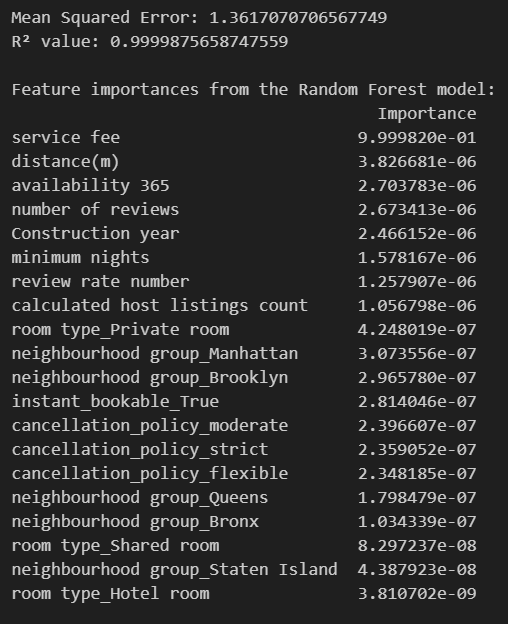 Mean Squared Error: 1.3617070706567749
R² value: 0.9999875658747559
Feature importances from the Random Forest model:
Importance
service fee 9.999820e-01
distance(m) 3.826681e-06
availability 365 2.703783e-06
number of reviews 2.673413e-06
Construction year 2.466152e-06
minimum nights 1.578167e-06
review rate number 1.257907e-06
calculated host listings count 1.056798e-06
room type_Private room 4.248019e-07
neighbourhood group_Manhattan 3.073556e-07
neighbourhood group_Brooklyn 2.965780e-07
instant_bookable_True 2.814046e-07
cancellation_policy_moderate 2.396607e-07
cancellation_policy_strict 2.359052e-07
cancellation_policy_flexible 2.348185e-07
neighbourhood group_Queens 1.798479e-07
neighbourhood group_Bronx 1.034339e-07
room type_Shared room 8.297237e-08
neighbourhood group_Staten Island 4.387923e-08
room type_Hotel room 3.810702e-09